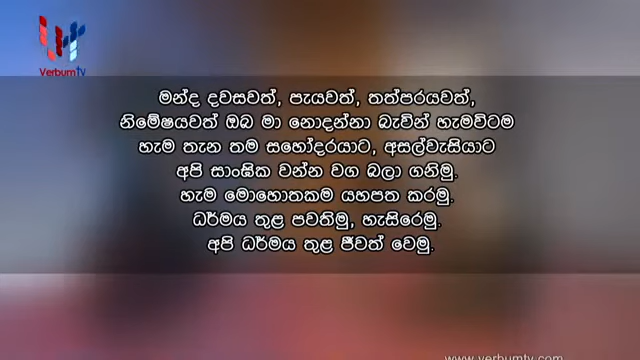 VerbumTV
මන්ද දවසවත්, පැයවත්, තත්පරයවත්,
නිමේෂයවත් ඔබ මා නොදන්නා බැවින් හැමවිටම
හැම තැන තම සහෝදරයාට, අසල්වැසියාට
අපි සාංඝික වන්න වග බලා ගනිමු.
හැම මොහොතකම යහපත කරමු.
ධර්මය තුළ පවතිමු, හැසිරෙමු.
අපි ධර්මය තුළ ජීවත් වෙමු.
www.verbumtv.com